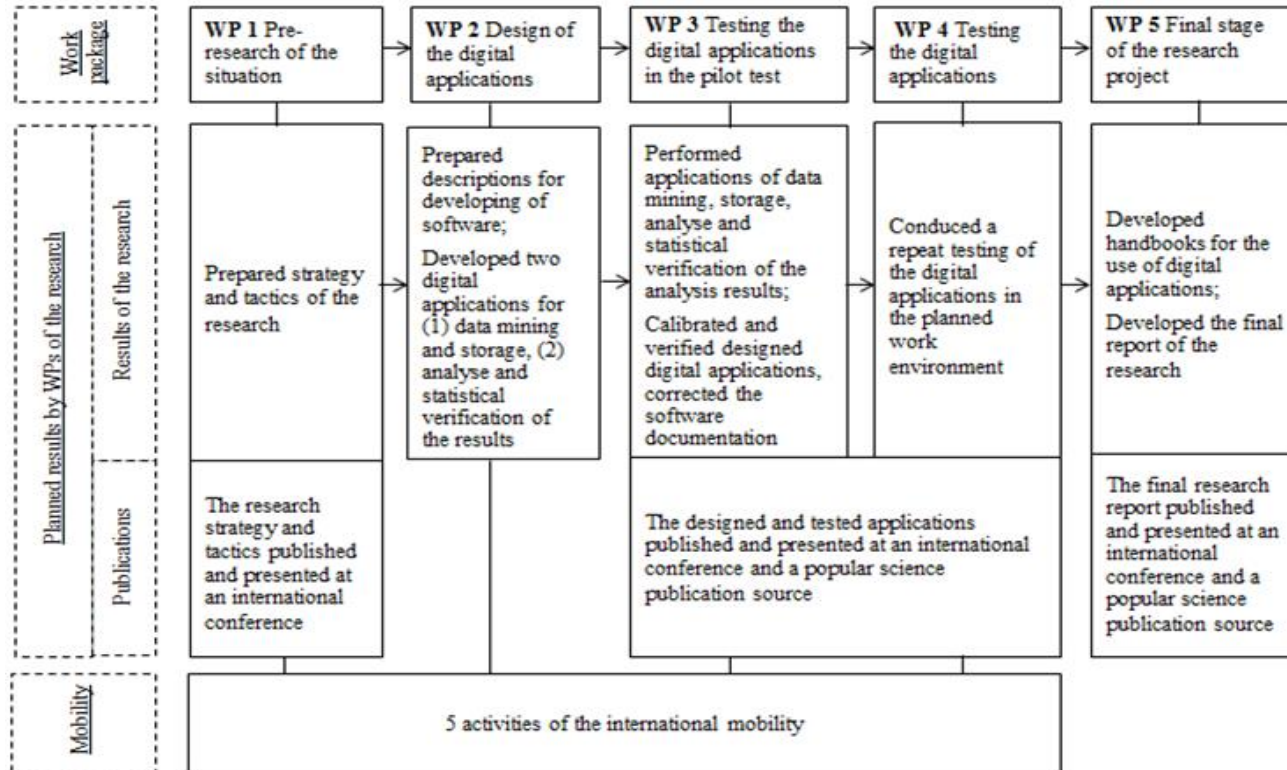 Work
package
WP 1 Pre-
research of the
situation
WP 2 Design of
the digital
applications
WP 3 Testing the
digital applications
in the pilot test
WP 4 Testing
the digital
applications
WP 5 Final stage
of the research
project
Planned results by WPs of the research
Results of the research
Prepared strategy
and tactics of the
research
Prepared
descriptions for
developing of
software;
Developed two
digital
applications for
(1) data mining
and storage, (2)
analyse and
statistical
verification of
the results
Performed
applications of data
mining, storage,
analyse and
statistical
verification of the
analysis results;
Calibrated and
verified designed
digital applications,
corrected the
software
documentation
Conduced a
repeat testing of
the digital
applications in
the planned
work
environment
Developed
handbooks for the
use of digital
applications;
Developed the final
report of the
research
Publications
The research
strategy and
tactics published
and presented at
an international
conference
The designed and tested applications
published and presented at an international
conference and a popular science
publication source
The final research
report published
and presented at an
international
conference and a
popular science
publication source
Mobility
5 activities of the international mobility